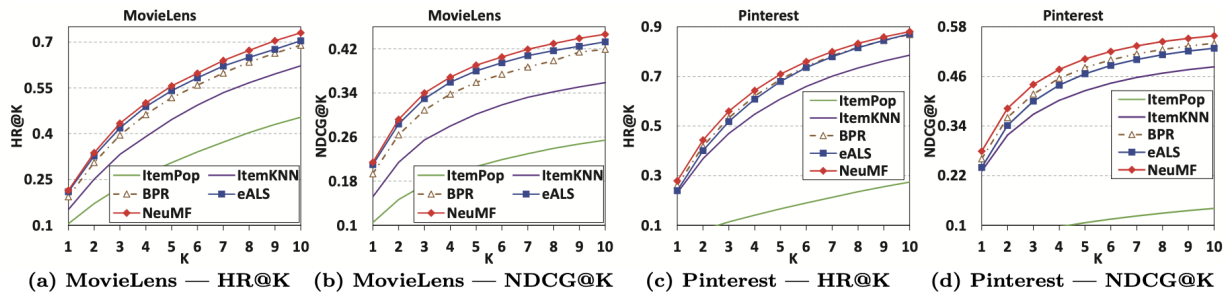 MovieLens
HR@K
0.7
0.55
0.4
0.25
0.1
ItemPop ItemKNN
BPR eALS
NeuMF
1 2 3 4 5 6 7 8 9 10
K
(a) MovieLens — HR@K
MovieLens
NDCG@K
0.42
0.34
0.26
0.18
0.1
ItemPop ItemKNN
BPR eALS
NeuMF
1 2 3 4 5 6 7 8 9 10
K
(b) MovieLens — NDCG@K
Pinterest
HR@K
0.9
0.7
0.5
0.3
0.1
ItemPop
ItemKNN
BPR
eALS
NeuMF
1 2 3 4 5 6 7 8 9 10
K
(c) Pinterest — HR@K
Pinterest
NDCG@K
0.58
0.46
0.34
0.22
0.1
ItemPop
ItemKNN
BPR
eALS
NeuMF
1 2 3 4 5 6 7 8 9 10
K
(d) Pinterest — NDCG@K